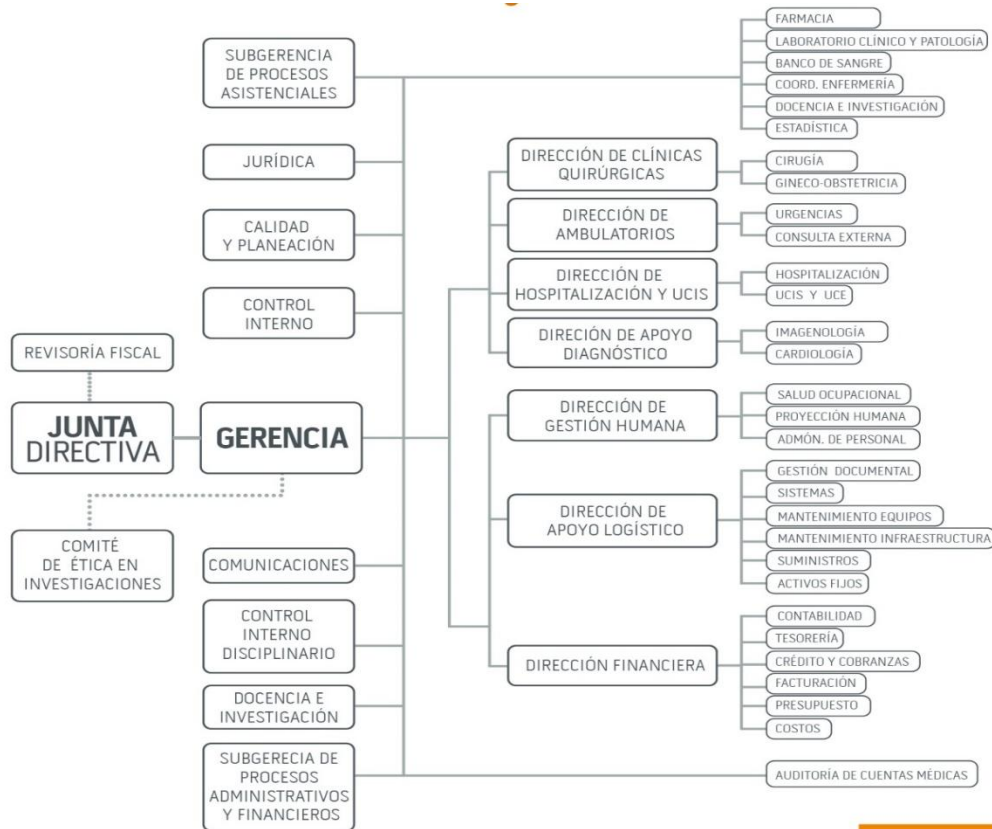 SUBGERENCIA
DE PROCESOS
ASISTENCIALES
JURÍDICA
CALIDAD
Y PLANEACIÓN
CONTROL
INTERNO
REVISORÍA FISCAL
JUNTA
DIRECTIVA
GERENCIA
COMITÉ
DE ÉTICA EN
INVESTIGACIONES
COMUNICACIONES
CONTROL
INTERNO
DISCIPLINARIO
DOCENCIA E
INVESTIGACIÓN
SUBGERECIA DE
PROCESOS
ADMINISTRATIVOS
Y FINANCIEROS
DIRECCIÓN DE CLÍNICAS
QUIRÚRGICAS
DIRECCIÓN DE
AMBULATORIOS
DIRECCIÓN DE
HOSPITALIZACIÓN Y UCIS
DIRECIÓN DE APOYO
DIAGNÓSTICO
DIRECCIÓN DE
GESTIÓN HUMANA
DIRECCIÓN DE
APOYO LOGÍSTICO
DIRECCIÓN FINANCIERA
FARMACIA
LABORATORIO CLÍNICO Y PATOLOGÍA
BANCO DE SANGRE
COORD. ENFERMERÍA
DOCENCIA E INVESTIGACIÓN
ESTADÍSTICA
CIRUGÍA
GINECO-OBSTETRICIA
URGENCIAS
CONSULTA EXTERNA
HOSPITALIZACIÓN
UCIS Y UCE
IMAGENOLOGÍA
CARDIOLOGÍA
SALUD OCUPACIONAL
PROYECCIÓN HUMANA
ADMÓN. DE PERSONAL
GESTIÓN DOCUMENTAL
SISTEMAS
MANTENIMIENTO EQUIPOS
MANTENIMIENTO INFRAESTRUCTURA
SUMINISTROS
ACTIVOS FIJOS
CONTABILIDAD
TESORERÍA
CRÉDITO Y COBRANZAS
FACTURACIÓN
PRESUPUESTO
COSTOS
AUDITORÍA DE CUENTAS MÉDICAS